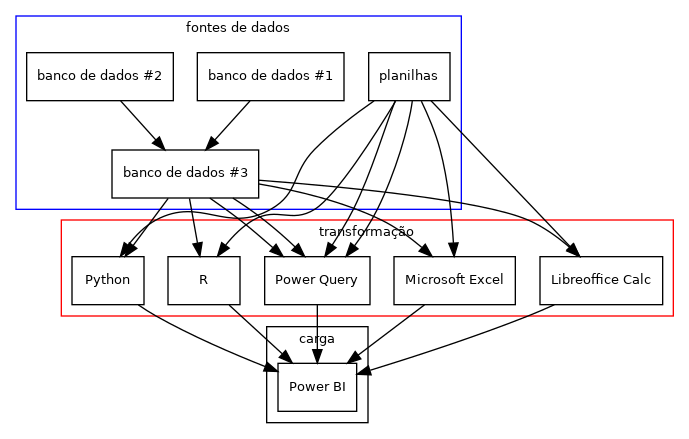 fontes de dados
banco de dados #2
banco de dados #1
planilhas
banco de dados #3
transformação
Python
R
Power Query
Microsoft Excel
Libreoffice Calc
carga
Power BI